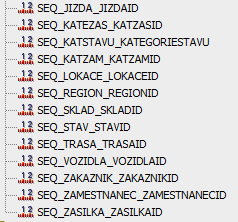 SEQ_JIZDA_JIZDAID
SEQ_KATEZAS_KATZASID
SEQ_KATSTAVU_KATEGORIESTAVU
SEQ_KATZAM_KATZAMID
SEQ_LOKACE_LOKACEID
SEQ_REGION_REGIONID
SEQ_SKLAD_SKLADID
SEQ_STAV_STAVID
SEQ_TRASA_TRASAID
SEQ_VOZIDLA_VOZIDLAID
SEQ_ZAKAZNIK_ZAKAZNIKID
SEQ_ZAMESTNANEC_ZAMESTNANECID
SEQ_ZASILKA_ZASILKAID